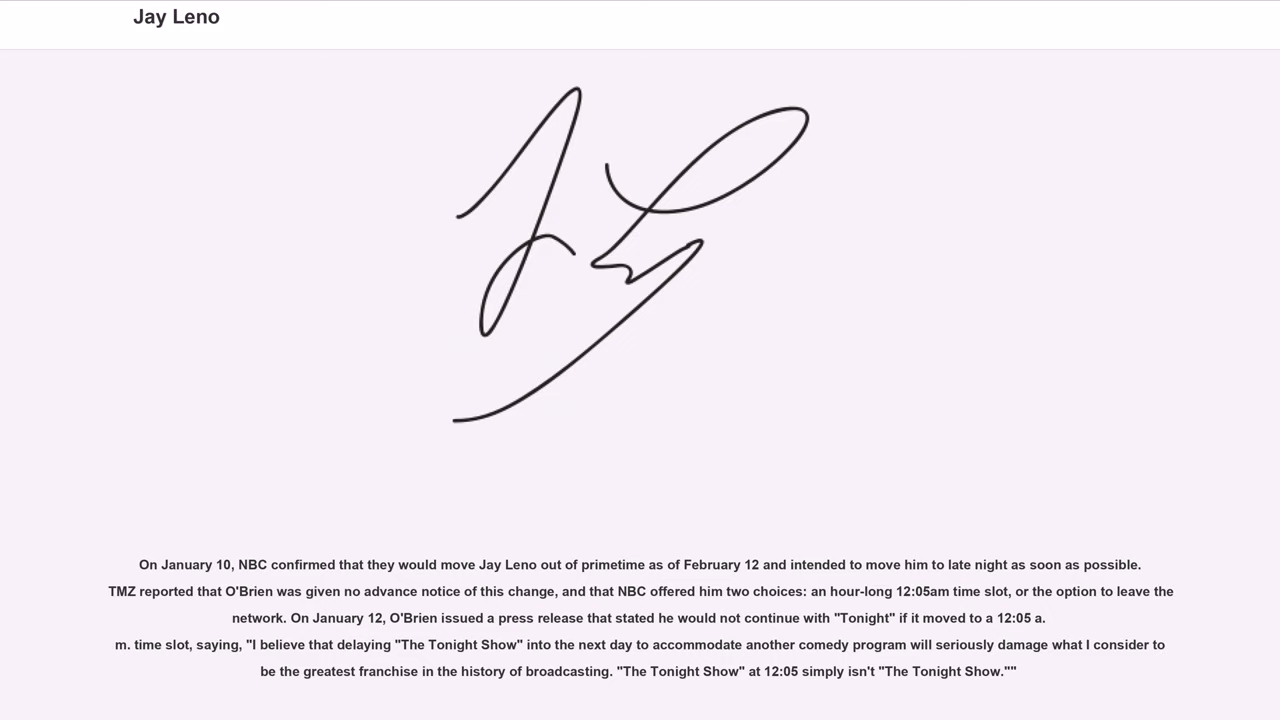 Jay Leno
On January 10, NBC confirmed that they would move Jay Leno out of primetime as of February 12 and intended to move him to late night as soon as possible.
TMZ reported that O'Brien was given no advance notice of this change, and that NBC offered him two choices: an hour-long 12:05am time slot, or the option to leave the
network. On January 12, O'Brien issued a press release that stated he would not continue with "Tonight" if it moved to a 12:05 a.
m. time slot, saying, "I believe that delaying "The Tonight Show" into the next day to accommodate another comedy program will seriously damage what I consider to
be the greatest franchise in the history of broadcasting. "The Tonight Show" at 12:05 simply isn't "The Tonight Show.""